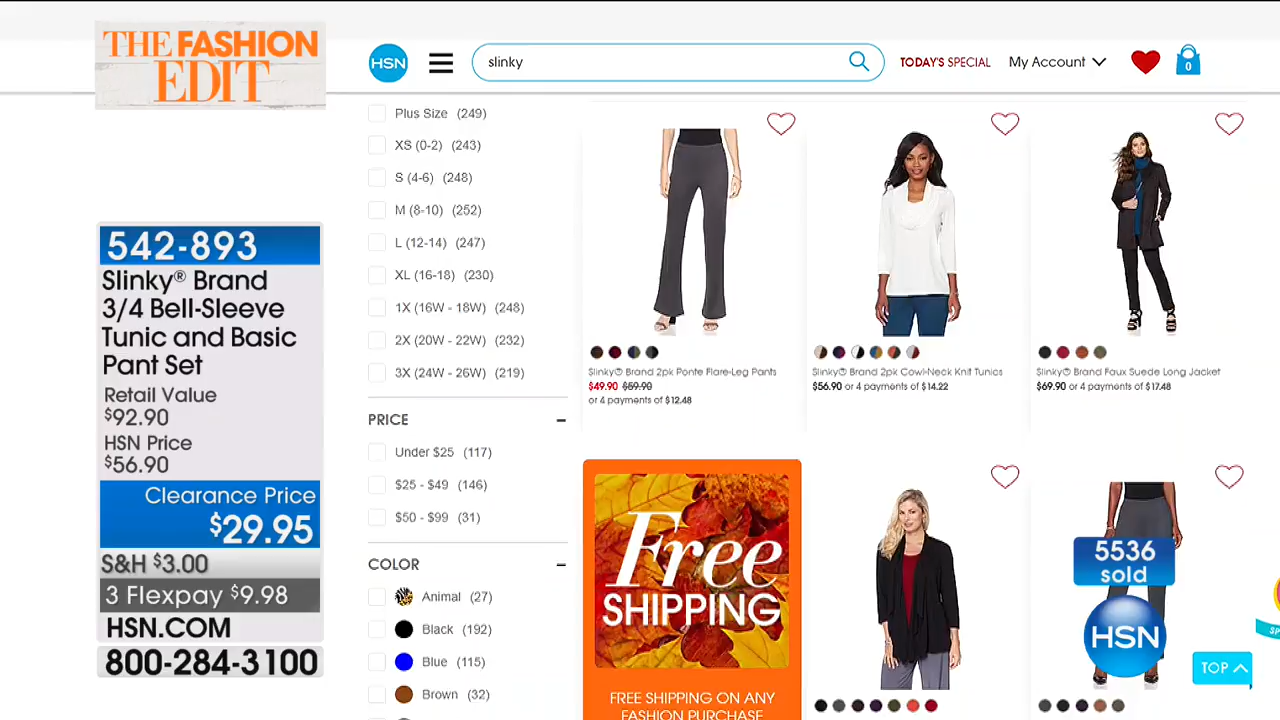 THE FASHION
EDIT
HSN
slinky
TODAY'S SPECIAL
My Account
0
542-893
Slinky® Brand
3/4 Bell-Sleeve
Tunic and Basic
Pant Set
Retail Value
$92.90
HSN Price
$56.90
Clearance Price
$29.95
S&H $3.00
3 Flexpay $9.98
HSN.COM
800-284-3100
Plus Size (249)
XS (0-2) (243)
S (4-6) (248)
M (8-10) (252)
L (12-14) (247)
XL (16-18) (230)
1X (16W - 18W) (248)
2X (20W - 22W) (232)
3X (24W - 26W) (219)
PRICE
Under $25 (117)
$25 - $49 (146)
$50 - $99 (31)
COLOR
Animal (27)
Black (192)
Blue (115)
Brown (32)
Slinky® Brand 2pk Ponte Flare-Leg Pants
$49.90 $59.90
or 4 payments of $12.48
Slinky® Brand 2pk Cowl-Neck Knit Tunics
$56.90 or 4 payments of $14.22
Slinky® Brand Faux Suede Long Jacket
$69.90 or 4 payments of $17.48
Free
SHIPPING
FREE SHIPPING ON ANY
FASHION PURCHASE
5536
sold
HSN
TOP